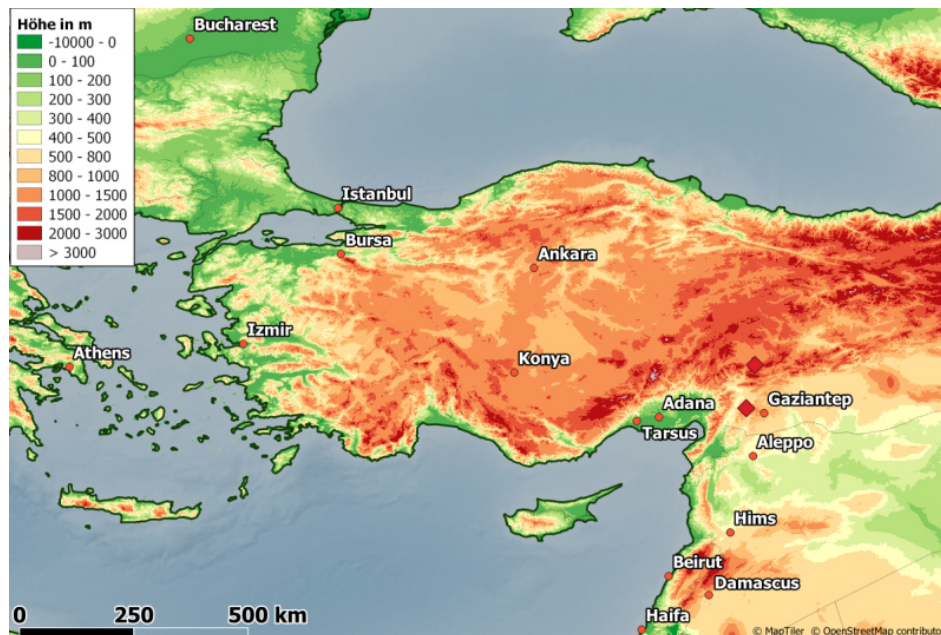 Höhe in m
-10000 - 0
0 - 100
100 - 200
200 - 300
300 - 400
400 - 500
500 - 800
800 - 1000
1000 - 1500
1500 - 2000
2000 - 3000
> 3000
Bucharest
Istanbul
Bursa
Ankara
Izmir
Athens
Konya
Adana
Gaziantep
Tarsus
Aleppo
Hims
Beirut
Damascus
Haifa
0 250 500 km
© MapTiler © OpenStreetMap contributo